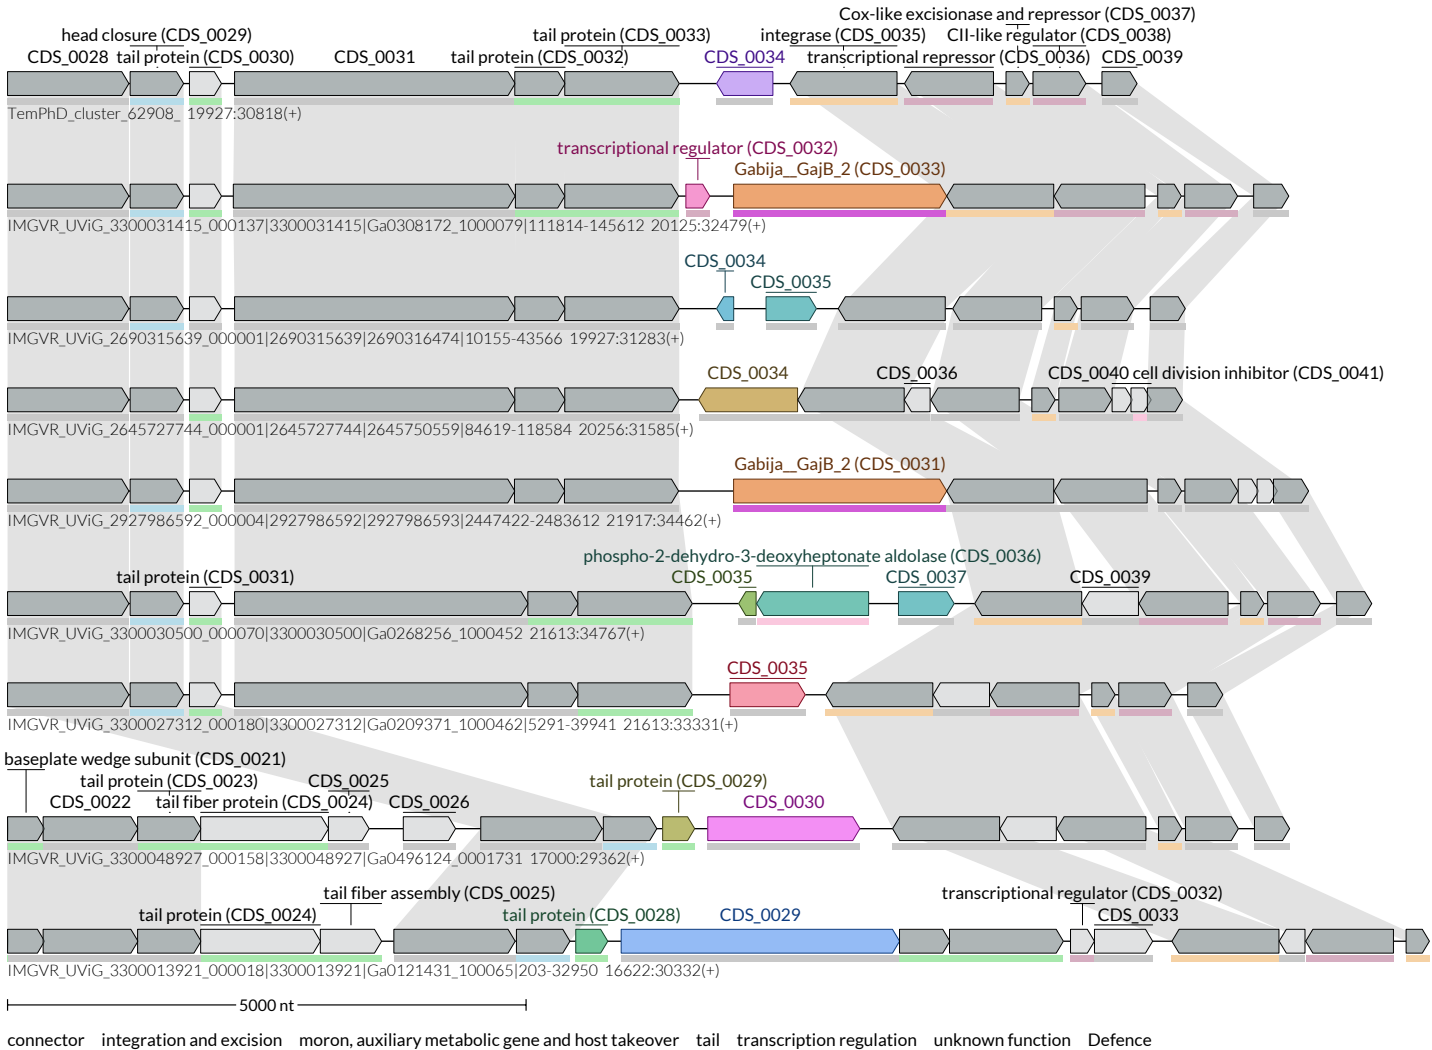 Cox-like excisionase and repressor (CDS_0037)
head closure (CDS_0029) tail protein (CDS_0033) integrase (CDS_0035) CII-like regulator (CDS_0038)
CDS_0028 tail protein (CDS_0030) CDS_0031 tail protein (CDS_0032) CDS_0034 transcriptional repressor (CDS_0036) CDS_0039
TemPhD_cluster_62908_ 19927:30818(+)
transcriptional regulator (CDS_0032)
Gabija__GajB_2 (CDS_0033)
IMGVR_UViG_3300031415_000137|3300031415|Ga0308172_1000079|111814-145612 20125:32479(+)
CDS_0034
CDS_0035
IMGVR_UViG_2690315639_000001|2690315639|2690316474|10155-43566 19927:31283(+)
CDS_0034 CDS_0036 CDS_0040 cell division inhibitor (CDS_0041)
IMGVR_UViG_2645727744_000001|2645727744|2645750559|84619-118584 20256:31585(+)
Gabija__GajB_2 (CDS_0031)
IMGVR_UViG_2927986592_000004|2927986592|2927986593|2447422-2483612 21917:34462(+)
phospho-2-dehydro-3-deoxyheptonate aldolase (CDS_0036)
tail protein (CDS_0031) CDS_0035 CDS_0037 CDS_0039
IMGVR_UViG_3300030500_000070|3300030500|Ga0268256_1000452 21613:34767(+)
CDS_0035
IMGVR_UViG_3300027312_000180|3300027312|Ga0209371_1000462|5291-39941 21613:33331(+)
baseplate wedge subunit (CDS_0021)
tail protein (CDS_0023) CDS_0025 tail protein (CDS_0029)
CDS_0022 tail fiber protein (CDS_0024) CDS_0026 CDS_0030
IMGVR_UViG_3300048927_000158|3300048927|Ga0496124_0001731 17000:29362(+)
tail fiber assembly (CDS_0025) transcriptional regulator (CDS_0032)
tail protein (CDS_0024) tail protein (CDS_0028) CDS_0029 CDS_0033
IMGVR_UViG_3300013921_000018|3300013921|Ga0121431_100065|203-32950 16622:30332(+)
5000 nt
connector integration and excision moron, auxiliary metabolic gene and host takeover tail transcription regulation unknown function Defence